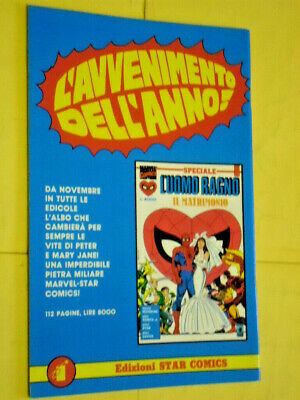 L'AVVENIMENTO
DELL'ANNO!
DA NOVEMBRE
IN TUTTE LE
EDICOLE
L'ALBO CHE
CAMBIERÀ PER
SEMPRE LE
VITE DI PETER
E MARY JANE!
UNA IMPERDIBILE
PIETRA MILIARE
MARVEL-STAR
COMICS!
112 PAGINE, LIRE 8000
SPECIALE
L'UOMO RAGNO
IL MATRIMONIO
Edizioni STAR COMICS